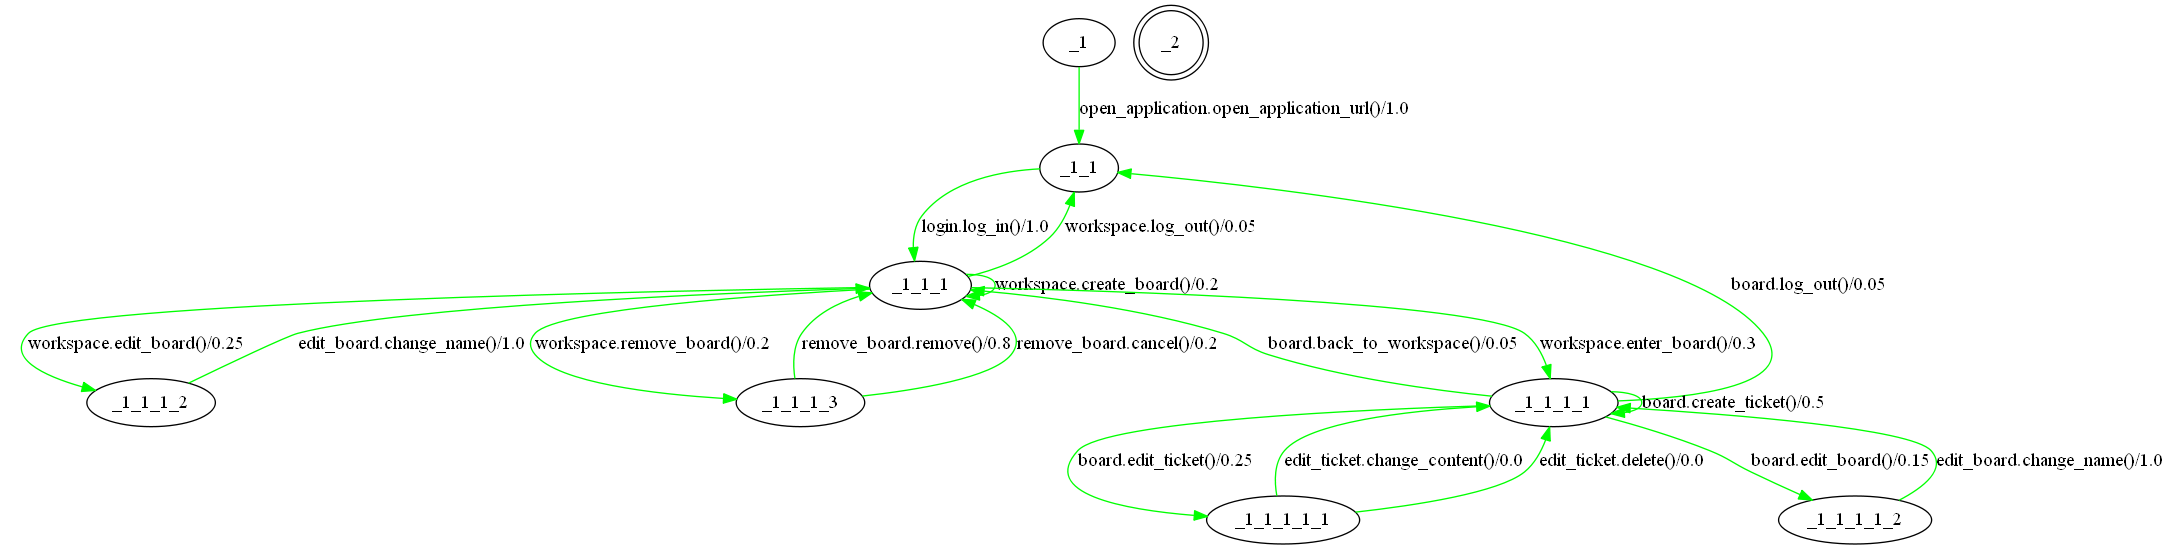 _1
_2
open_application.open_application_url()/1.0
_1_1
login.log_in()/1.0
workspace.log_out()/0.05
_1_1_1
workspace.create_board()/0.2
board.log_out()/0.05
workspace.edit_board()/0.25
edit_board.change_name()/1.0
workspace.remove_board()/0.2
remove_board.remove()/0.8
remove_board.cancel()/0.2
board.back_to_workspace()/0.05
workspace.enter_board()/0.3
_1_1_1_2
_1_1_1_3
_1_1_1_1
board.create_ticket()/0.5
board.edit_ticket()/0.25
edit_ticket.change_content()/0.0
edit_ticket.delete()/0.0
board.edit_board()/0.15
edit_board.change_name()/1.0
_1_1_1_1_1
_1_1_1_1_2